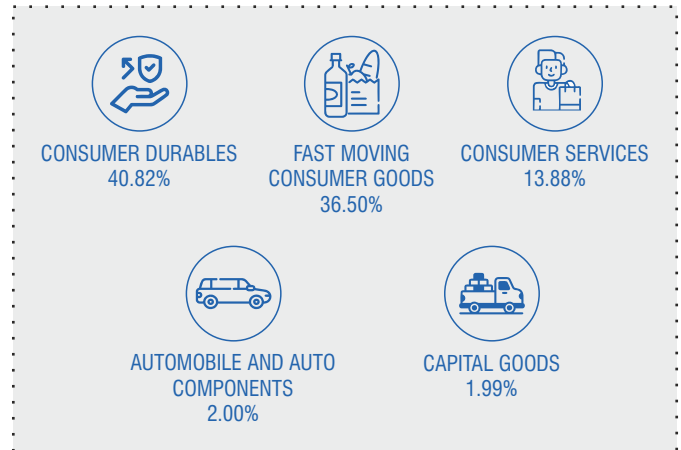 CONSUMER DURABLES
40.82%
FAST MOVING
CONSUMER GOODS
36.50%
CONSUMER SERVICES
13.88%
AUTOMOBILE AND AUTO
COMPONENTS
2.00%
CAPITAL GOODS
1.99%